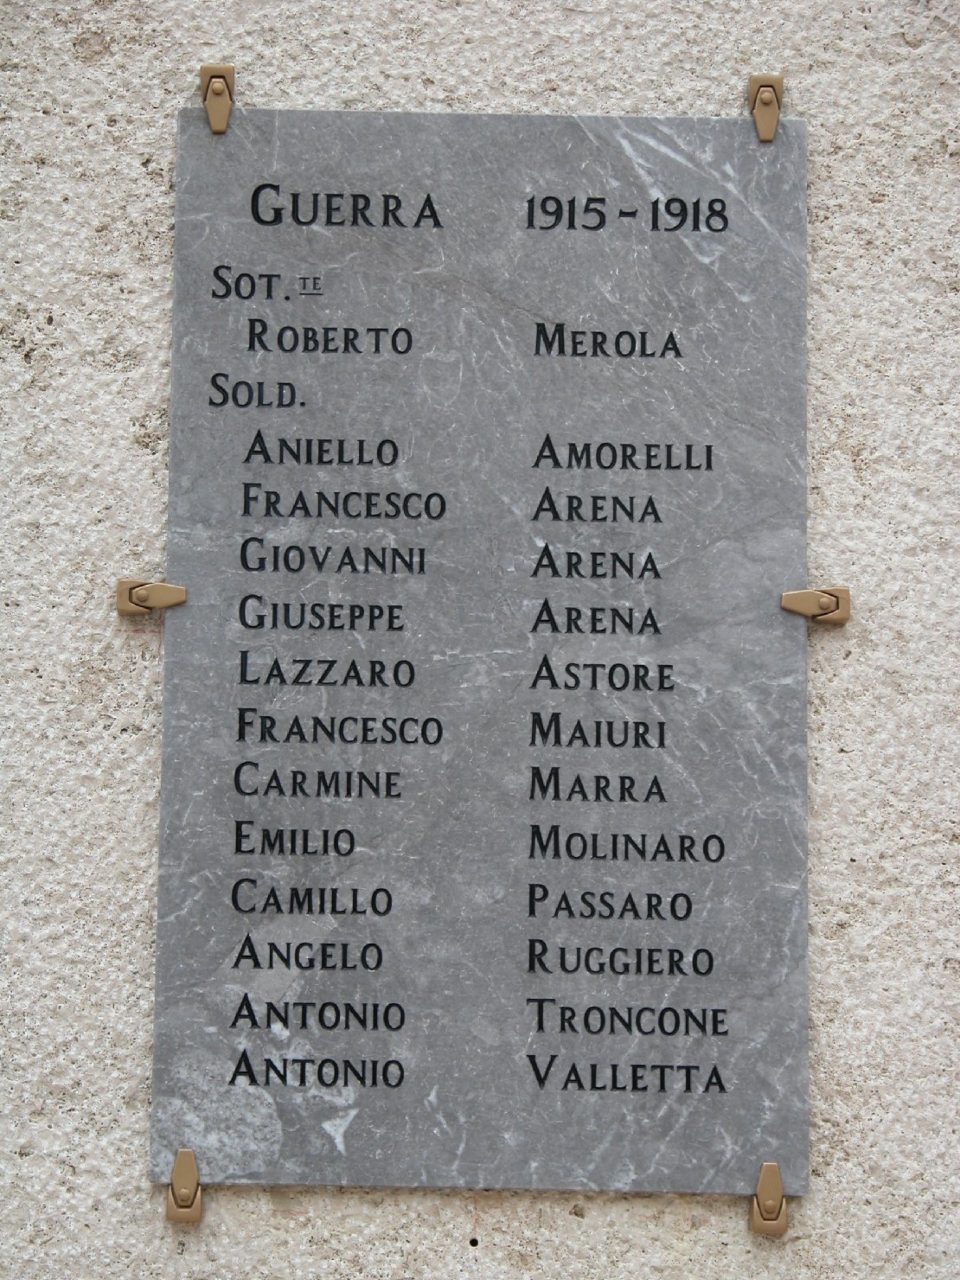 GUERRA 1915-1918
SOT.TE
ROBERTO MEROLA
SOLD.
ANIELLO AMORELLI
FRANCESCO ARENA
GIOVANNI ARENA
GIUSEPPE ARENA
LAZZARO ASTORE
FRANCESCO MAIURI
CARMINE MARRA
EMILIO MOLINARO
CAMILLO PASSARO
ANGELO RUGGIERO
ANTONIO TRONCONE
ANTONIO VALLETTA